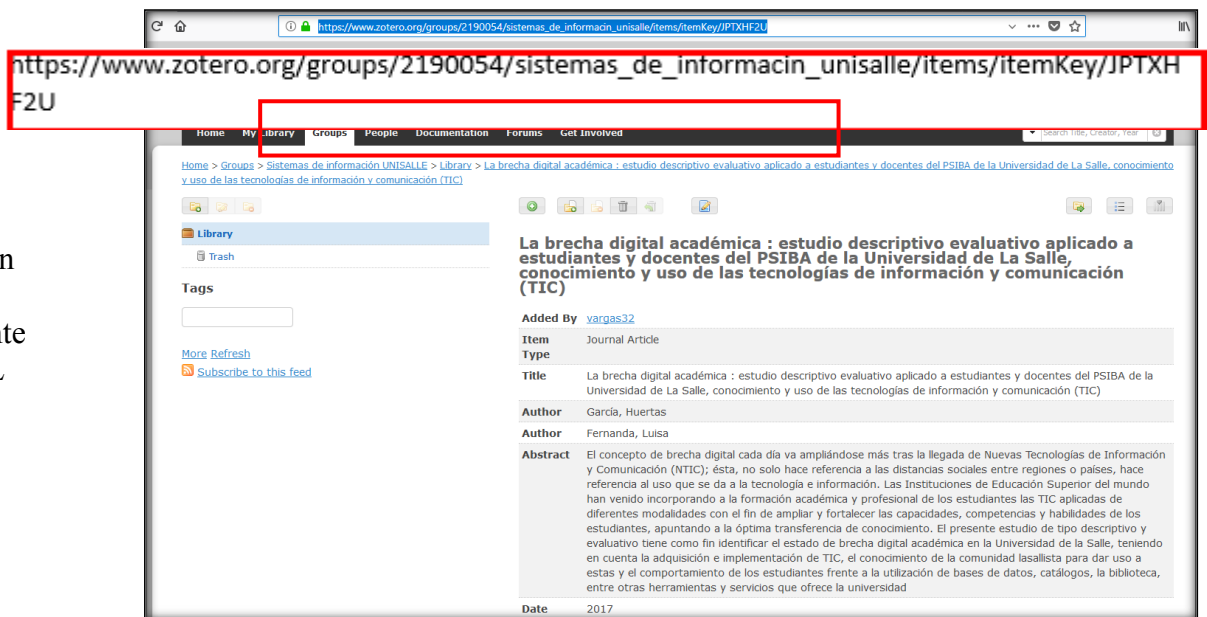 https://www.zotero.org/groups/2190054/sistemas_de_informacin_unisalle/items/itemKey/JPTXHF2U
https://www.zotero.org/groups/2190054/sistemas_de_informacin_unisalle/items/itemKey/JPTXH
F2U
Home My Library Groups People Documentation Forums Get Involved
Search Title, Creator, Year
Home > Groups > Sistemas de información UNISALLE > Library > La brecha digital académica : estudio descriptivo evaluativo aplicado a estudiantes y docentes del PSIBA de la Universidad de La Salle, conocimiento
y uso de las tecnologías de información y comunicación (TIC)
Library
Trash
Tags
More Refresh
Subscribe to this feed
n
nte
La brecha digital académica : estudio descriptivo evaluativo aplicado a
estudiantes y docentes del PSIBA de la Universidad de La Salle,
conocimiento y uso de las tecnologías de información y comunicación
(TIC)
Added By vargas32
Item Journal Article
Type
Title La brecha digital académica : estudio descriptivo evaluativo aplicado a estudiantes y docentes del PSIBA de la
Universidad de La Salle, conocimiento y uso de las tecnologías de información y comunicación (TIC)
Author García, Huertas
Author Fernanda, Luisa
Abstract El concepto de brecha digital cada día va ampliándose más tras la llegada de Nuevas Tecnologías de Información
y Comunicación (NTIC); ésta, no solo hace referencia a las distancias sociales entre regiones o países, hace
referencia al uso que se da a la tecnología e información. Las Instituciones de Educación Superior del mundo
han venido incorporando a la formación académica y profesional de los estudiantes las TIC aplicadas de
diferentes modalidades con el fin de ampliar y fortalecer las capacidades, competencias y habilidades de los
estudiantes, apuntando a la óptima transferencia de conocimiento. El presente estudio de tipo descriptivo y
evaluativo tiene como fin identificar el estado de brecha digital académica en la Universidad de la Salle, teniendo
en cuenta la adquisición e implementación de TIC, el conocimiento de la comunidad lasallista para dar uso a
estas y el comportamiento de los estudiantes frente a la utilización de bases de datos, catálogos, la biblioteca,
entre otras herramientas y servicios que ofrece la universidad
Date 2017